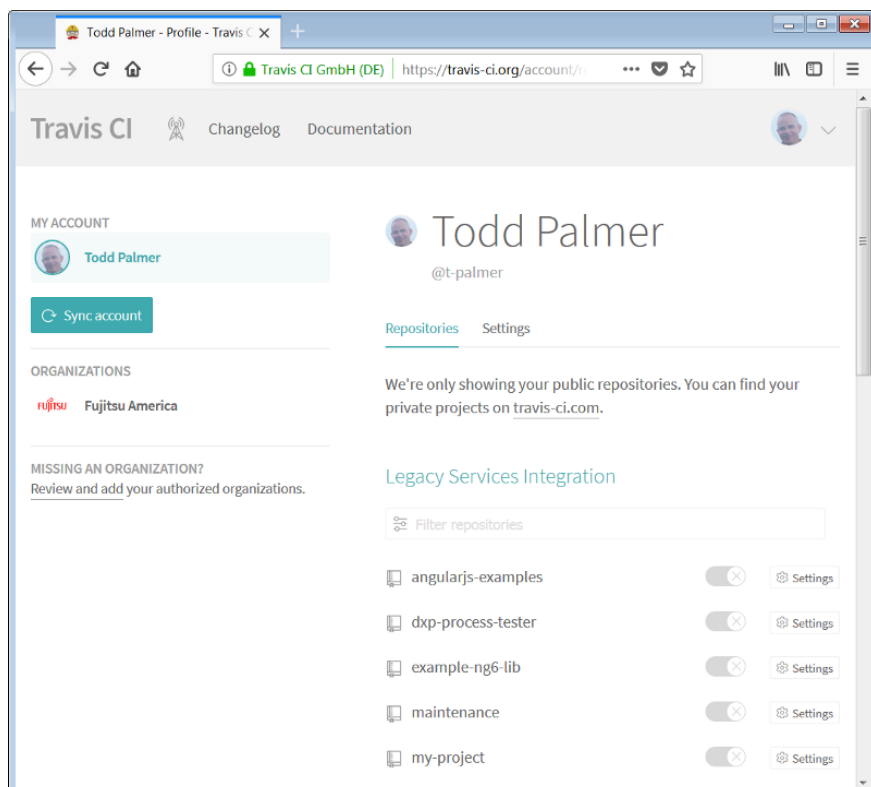 Todd Palmer - Profile - Travis C
Travis CI GmbH (DE) https://travis-ci.org/account/r
Travis CI Changelog Documentation
MY ACCOUNT
Todd Palmer
Sync account
ORGANIZATIONS
FUJITSU Fujitsu America
MISSING AN ORGANIZATION?
Review and add your authorized organizations.
Todd Palmer
@t-palmer
Repositories Settings
We're only showing your public repositories. You can find your
private projects on travis-ci.com.
Legacy Services Integration
Filter repositories
angularjs-examples Settings
dxp-process-tester Settings
example-ng6-lib Settings
maintenance Settings
my-project Settings